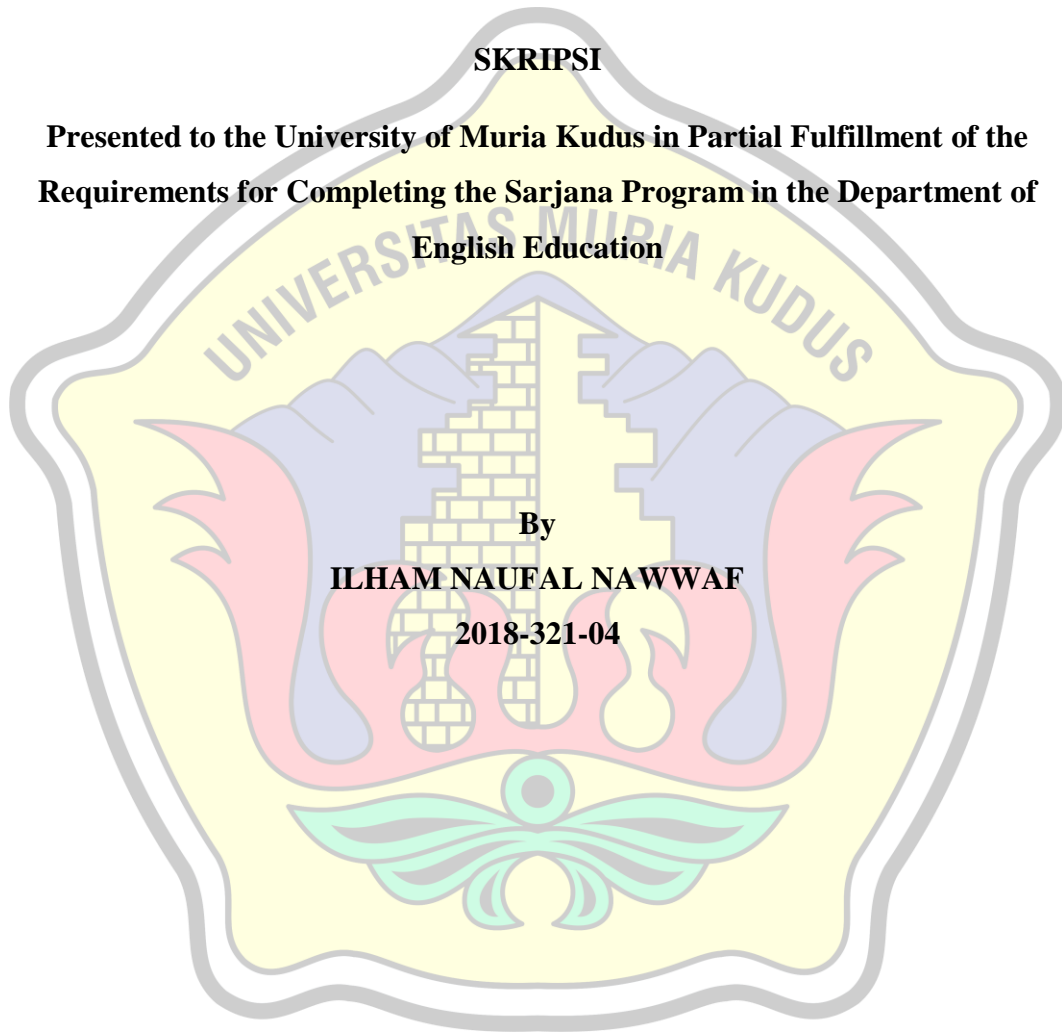 SKRIPSI
Presented to the University of Muria Kudus in Partial Fulfillment of the
Requirements for Completing the Sarjana Program in the Department of
English Education
UNIVERSITAS MURIA KUDUS
By
ILHAM NAUFAL NAWWAF
2018-321-04